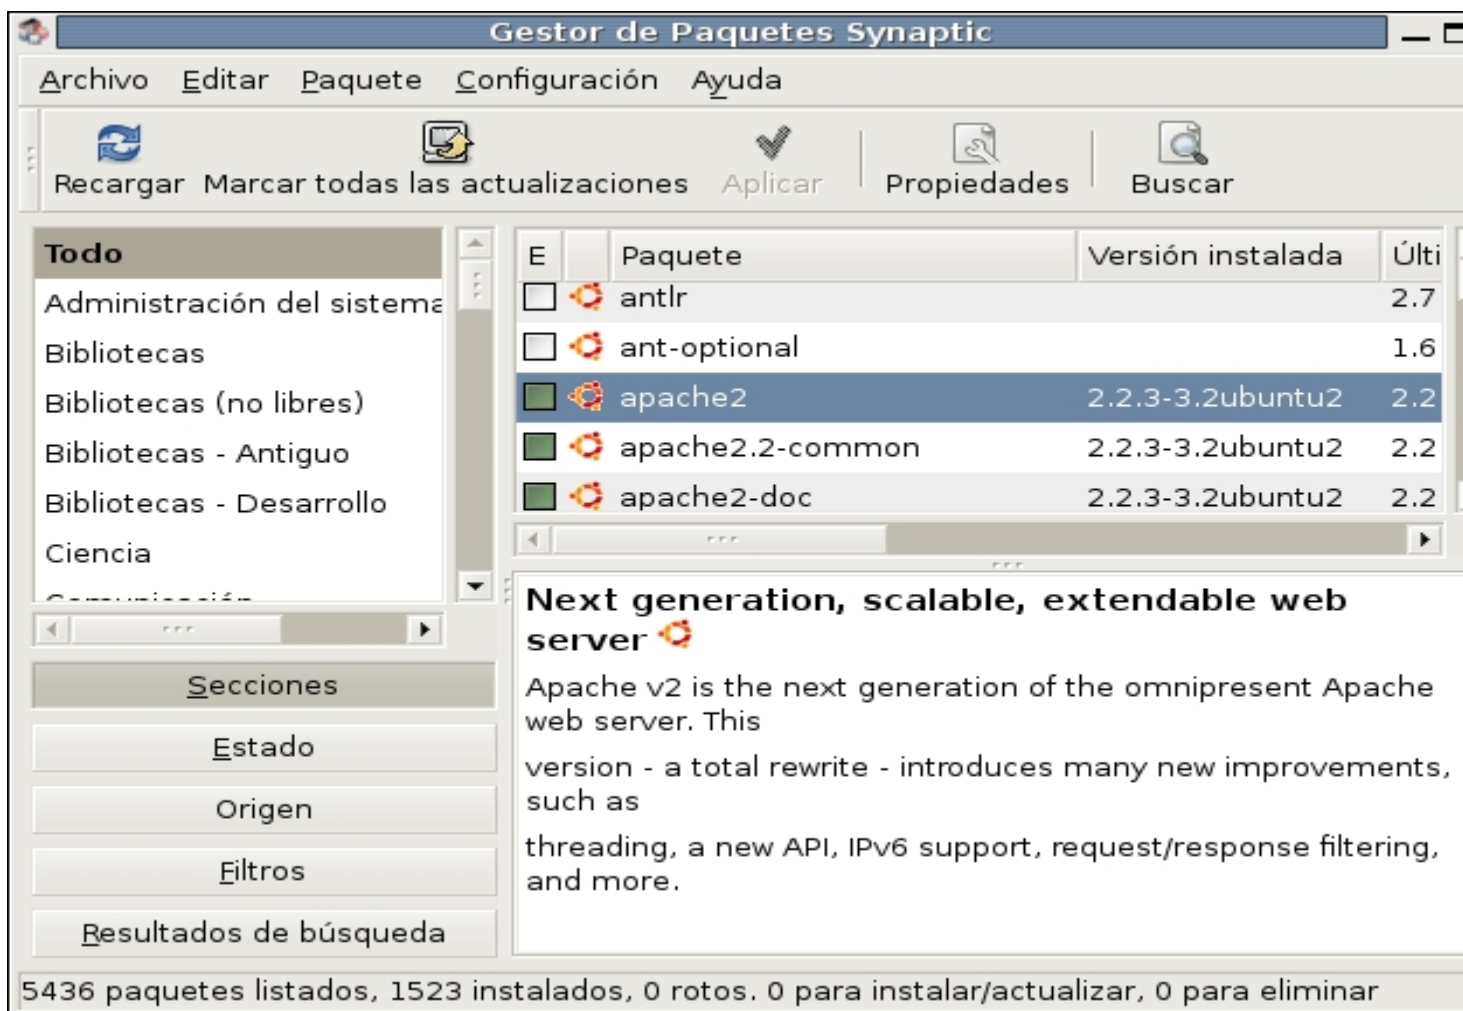 Gestor de Paquetes Synaptic
Archivo Editar Paquete Configuración Ayuda
Recargar Marcar todas las actualizaciones Aplicar Propiedades Buscar
Todo
Administración del sistema
Bibliotecas
Bibliotecas (no libres)
Bibliotecas - Antiguo
Bibliotecas - Desarrollo
Ciencia
Secciones
Estado
Origen
Filtros
Resultados de búsqueda
E Paquete Versión instalada Últi
antlr 2.7
ant-optional 1.6
apache2 2.2.3-3.2ubuntu2 2.2
apache2.2-common 2.2.3-3.2ubuntu2 2.2
apache2-doc 2.2.3-3.2ubuntu2 2.2
Next generation, scalable, extendable web
server
Apache v2 is the next generation of the omnipresent Apache
web server. This
version - a total rewrite - introduces many new improvements,
such as
threading, a new API, IPv6 support, request/response filtering,
and more.
5436 paquetes listados, 1523 instalados, 0 rotos. 0 para instalar/actualizar, 0 para eliminar